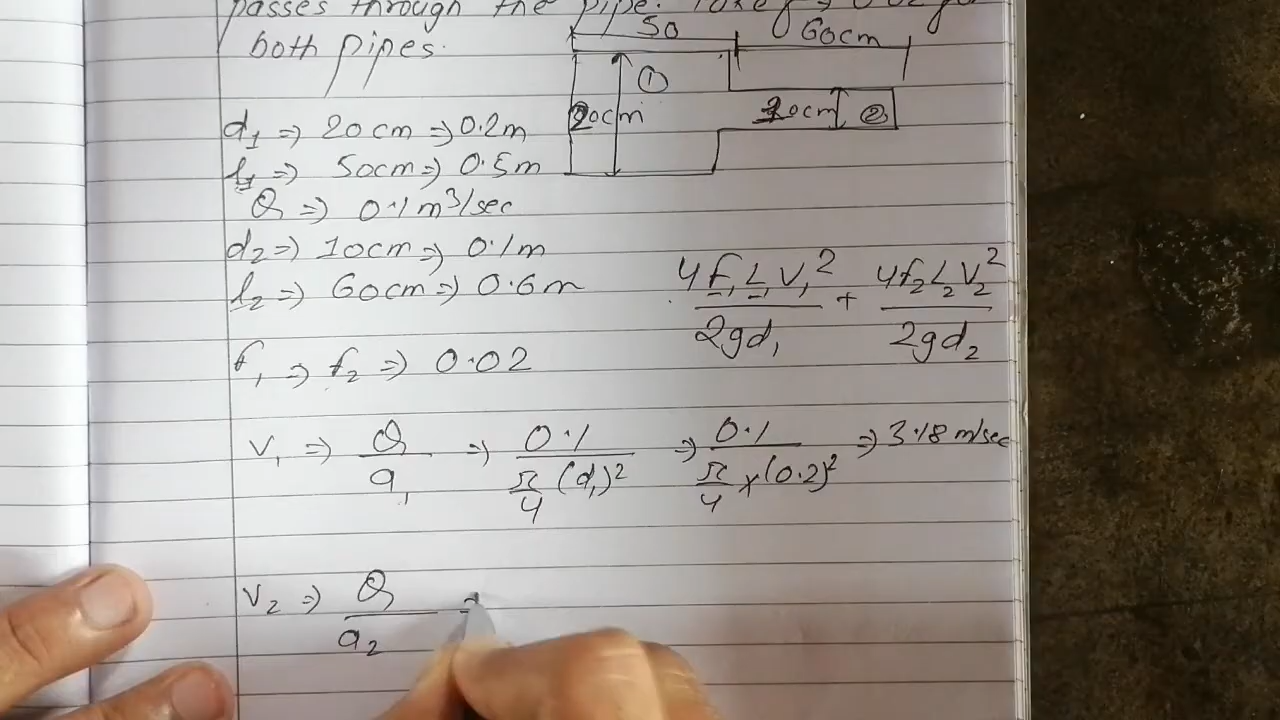 passes through the pipe. Take f => 0.02 for
both pipes.
50
60cm
①
20cm
10cm ②
d₁ => 20cm => 0.2m
l₁ => 50cm => 0.5m
Q => 0.1 m³/sec
d₂ => 10cm => 0.1m
l₂ => 60cm => 0.6m
4f₁L₁V₁²/2gd₁ + 4f₂L₂V₂²/2gd₂
f₁ => f₂ => 0.02
V₁ => Q/a₁ => 0.1/π/4 (d₁)² => 0.1/π/4 x (0.2)² => 3.18 m/sec
V₂ => Q/a₂